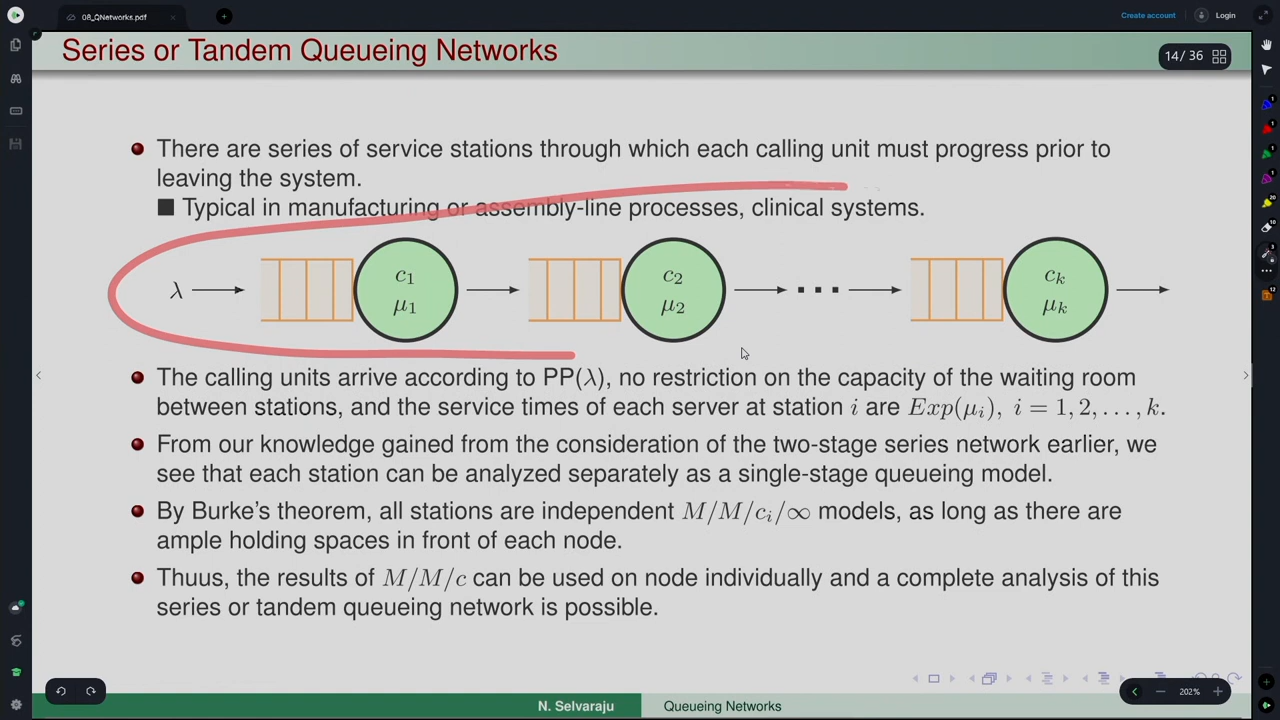 08_QNetworks.pdf
Create account
Login
Series or Tandem Queueing Networks
14 / 36
There are series of service stations through which each calling unit must progress prior to
leaving the system.
Typical in manufacturing or assembly-line processes, clinical systems.
λ c₁ μ₁ c₂ μ₂ ... cₖ μₖ
The calling units arrive according to PP(λ), no restriction on the capacity of the waiting room
between stations, and the service times of each server at station i are Exp(μᵢ), i = 1, 2, . . . , k.
From our knowledge gained from the consideration of the two-stage series network earlier, we
see that each station can be analyzed separately as a single-stage queueing model.
By Burke's theorem, all stations are independent M/M/cᵢ/∞ models, as long as there are
ample holding spaces in front of each node.
Thuus, the results of M/M/c can be used on node individually and a complete analysis of this
series or tandem queueing network is possible.
202%
N. Selvaraju
Queueing Networks